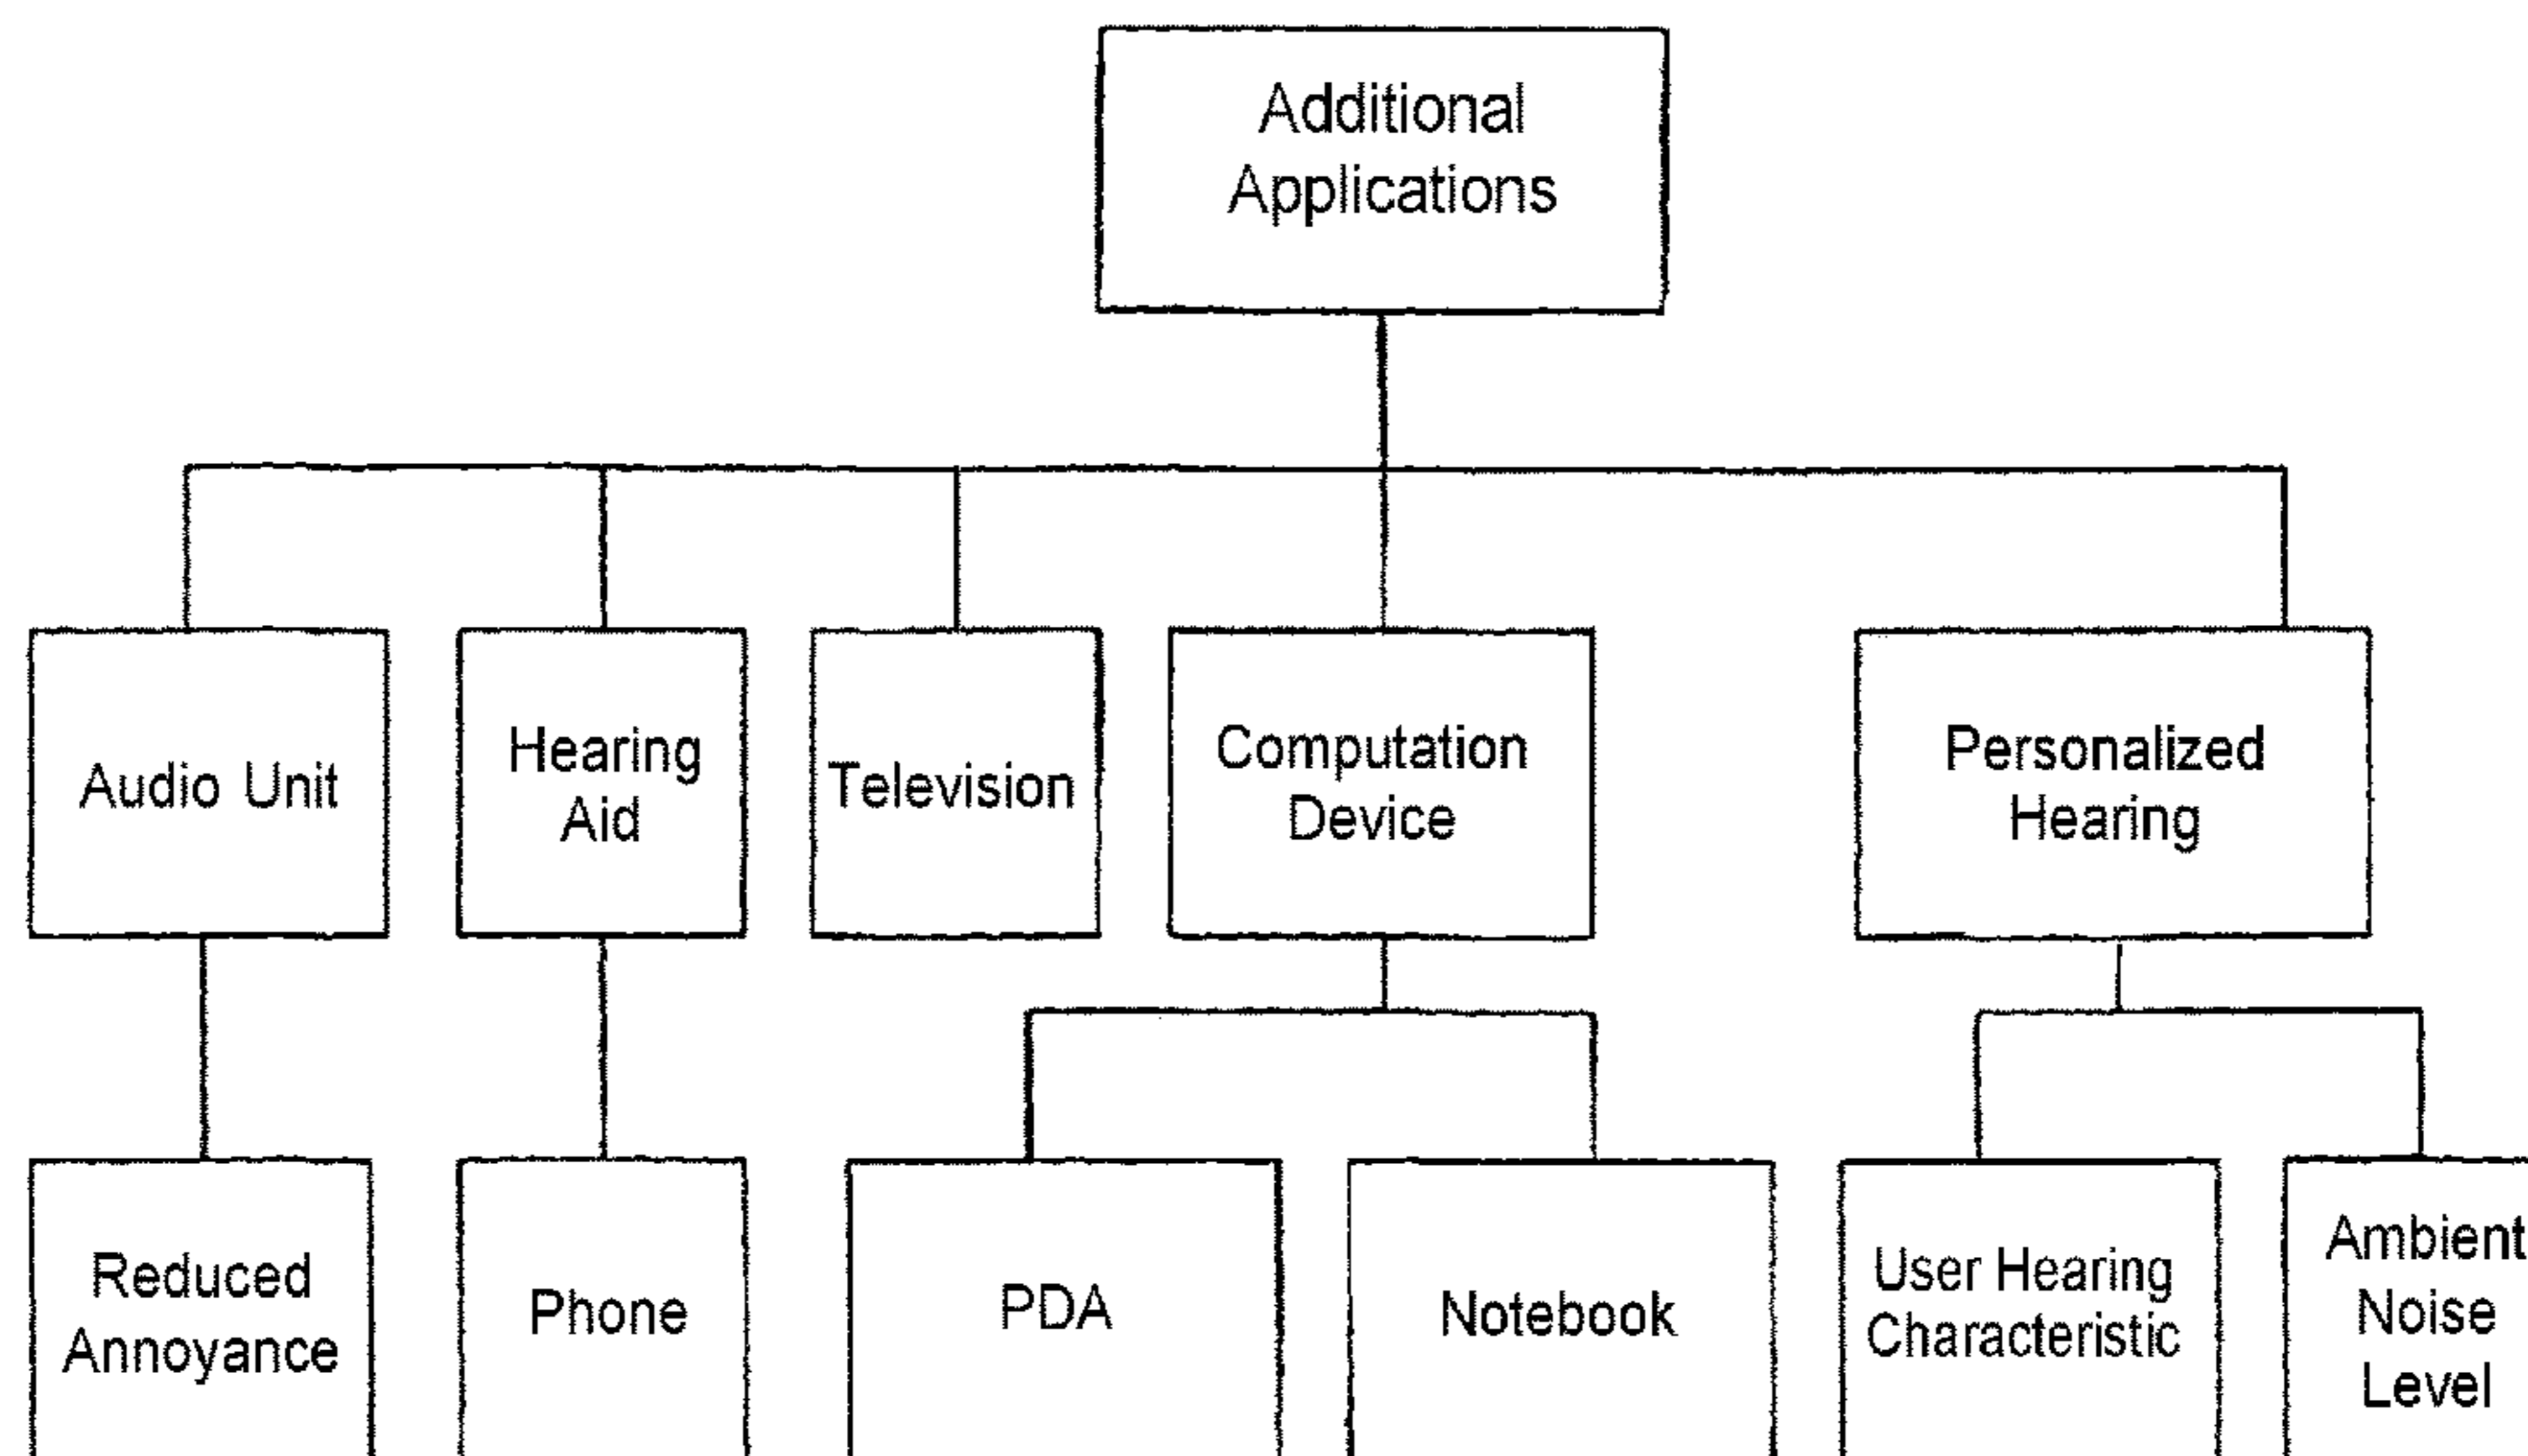 Additional
Applications
Audio Unit
Hearing
Aid
Television
Computation
Device
Personalized
Hearing
Reduced
Annoyance
Phone
PDA
Notebook
User Hearing
Characteristic
Ambient
Noise
Level